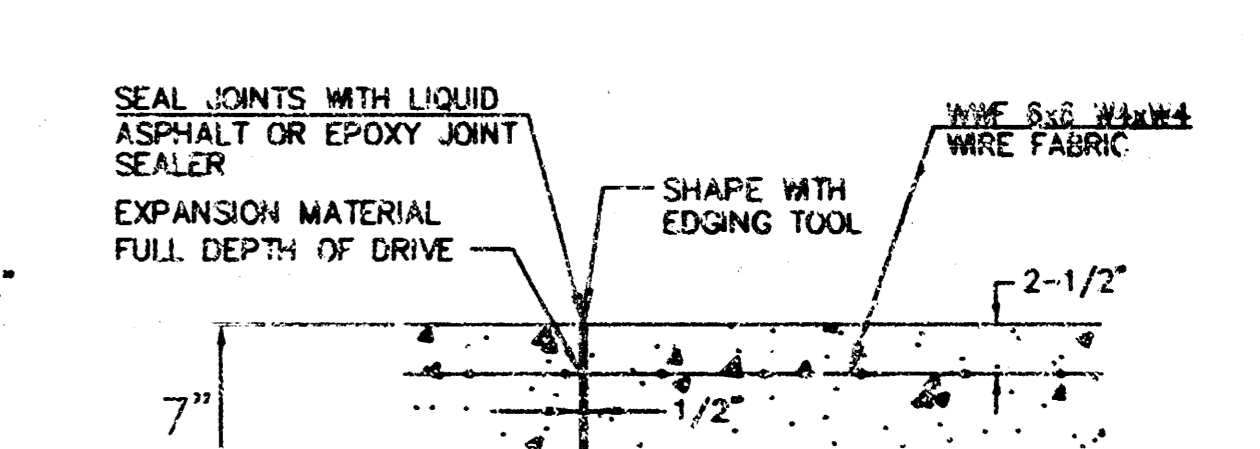 SEAL JOINTS WITH LIQUID
ASPHALT OR EPOXY JOINT
SEALER
EXPANSION MATERIAL
FULL DEPTH OF DRIVE
SHAPE WITH
EDGING TOOL
WWF 6x6 W4xW4
WIRE FABRIC
2-1/2"
7"
1/2"